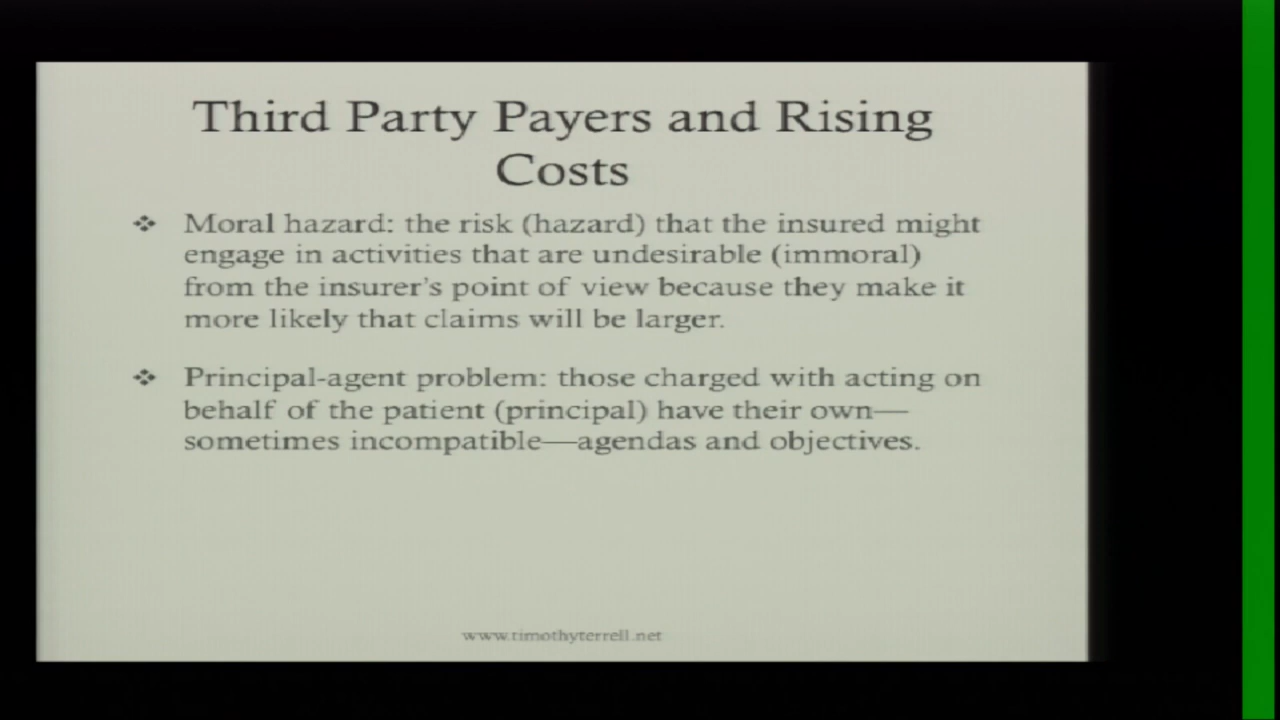 Third Party Payers and Rising
Costs
❖ Moral hazard: the risk (hazard) that the insured might
engage in activities that are undesirable (immoral)
from the insurer's point of view because they make it
more likely that claims will be larger.
❖ Principal-agent problem: those charged with acting on
behalf of the patient (principal) have their own—
sometimes incompatible—agendas and objectives.
www.timothyterrell.net